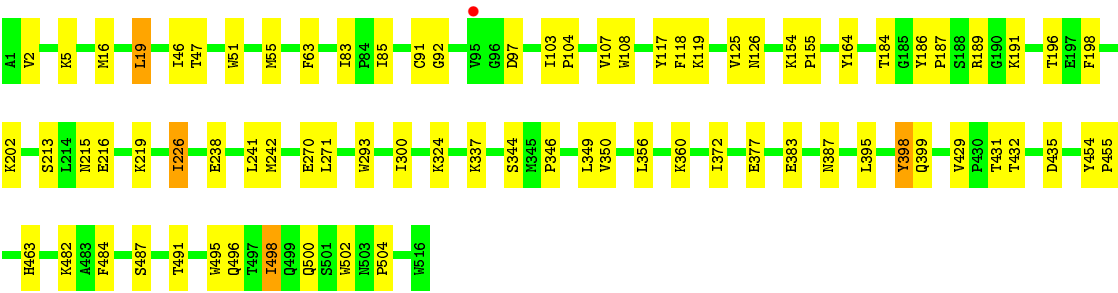 A1 V2 K5 M16 L19 I46 T47 W51 M55 F63 I83 P84 I85 C91 G92 V95 G96 D97 I103 P104 V107 W108 Y117 F118 K119 V125 N126 K154 P155 Y164 T184 G185 Y186 P187 S188 R189 G190 K191 T196 E197 F198
K202 S213 L214 N215 E216 K219 I226 E238 L241 M242 E270 L271 W293 I300 K324 K337 S344 M345 P346 L349 V350 L356 K360 I372 E377 E383 N387 L395 Y398 Q399 V429 P430 T431 T432 D435 Y454 P455
H463 K482 A483 F484 S487 T491 W495 Q496 T497 I498 Q499 Q500 S501 W502 N503 P504 W516